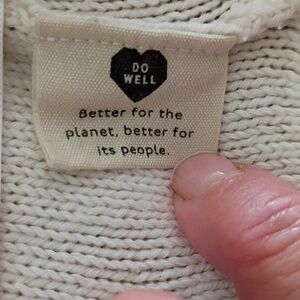 DO
WELL
Better for the
planet, better for
its people.